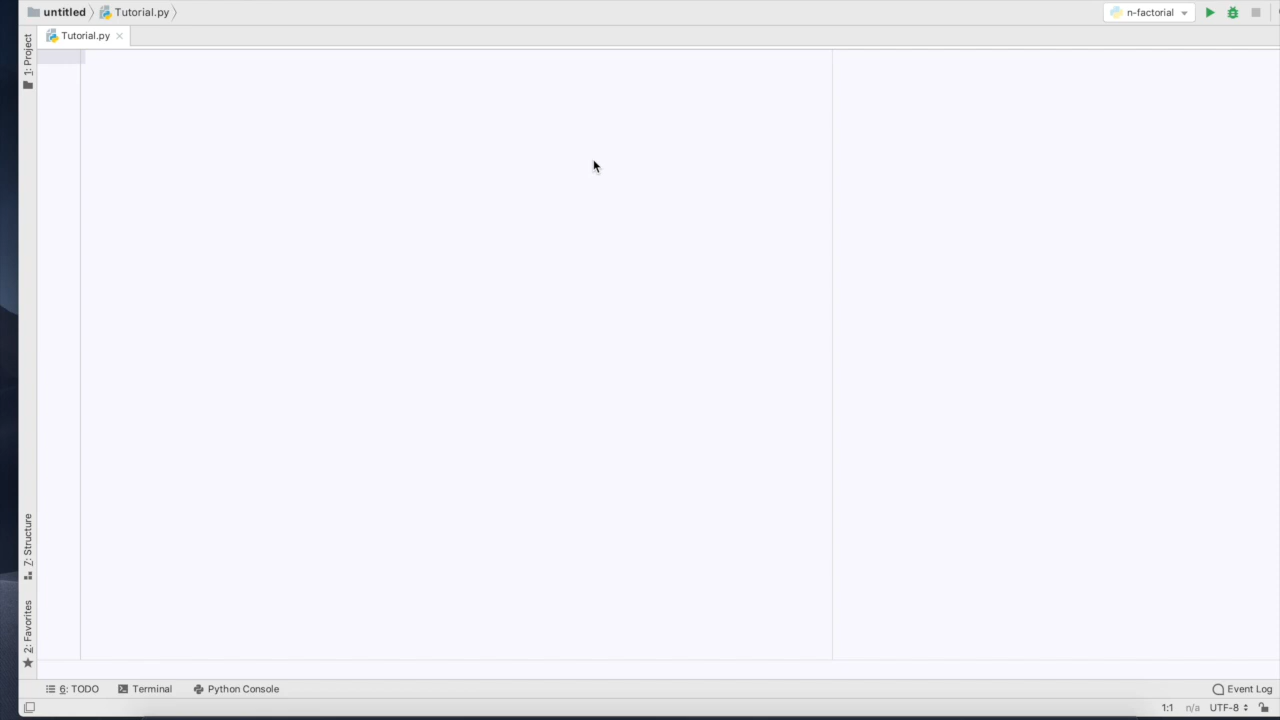 untitled Tutorial.py n-factorial
Tutorial.py
1: Project
7: Structure
2: Favorites
6: TODO Terminal Python Console Event Log
1:1 n/a UTF-8